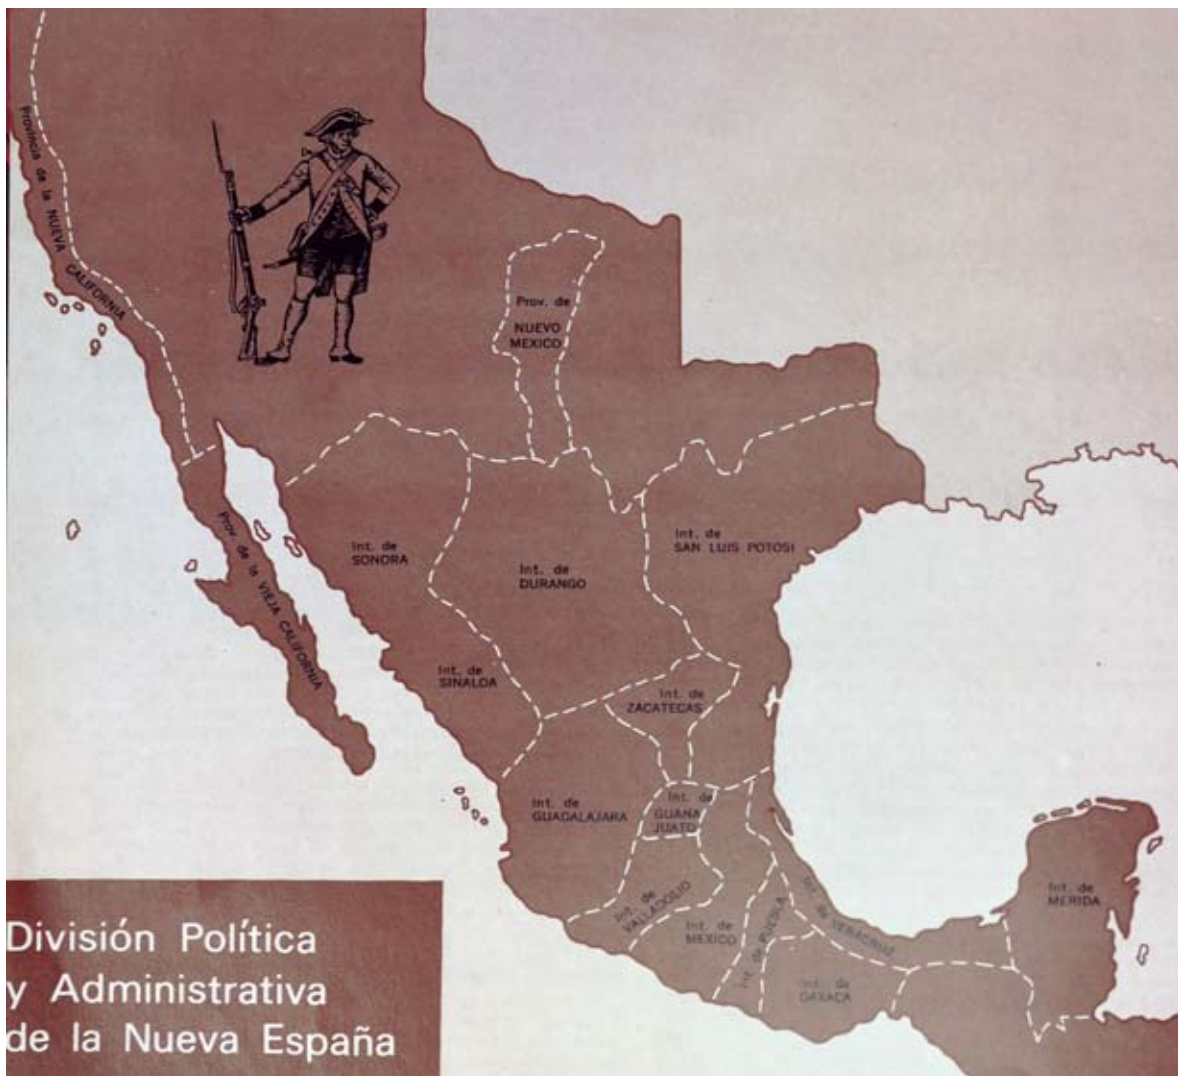 Provincia de la NUEVA CALIFORNIA
Prov. de
NUEVO
MEXICO
Prov. de la VIEJA CALIFORNIA
Int. de
SONORA
Int. de
DURANGO
Int. de
SAN LUIS POTOSI
Int. de
SINALOA
Int. de
ZACATECAS
Int. de
GUADALAJARA
Int. de
GUANA
JUATO
Int. de
VALLADOLID
Int. de
MEXICO
Int. de PUEBLA
Int. de VERACRUZ
Int. de
OAXACA
Int. de
MERIDA
División Política
y Administrativa
de la Nueva España